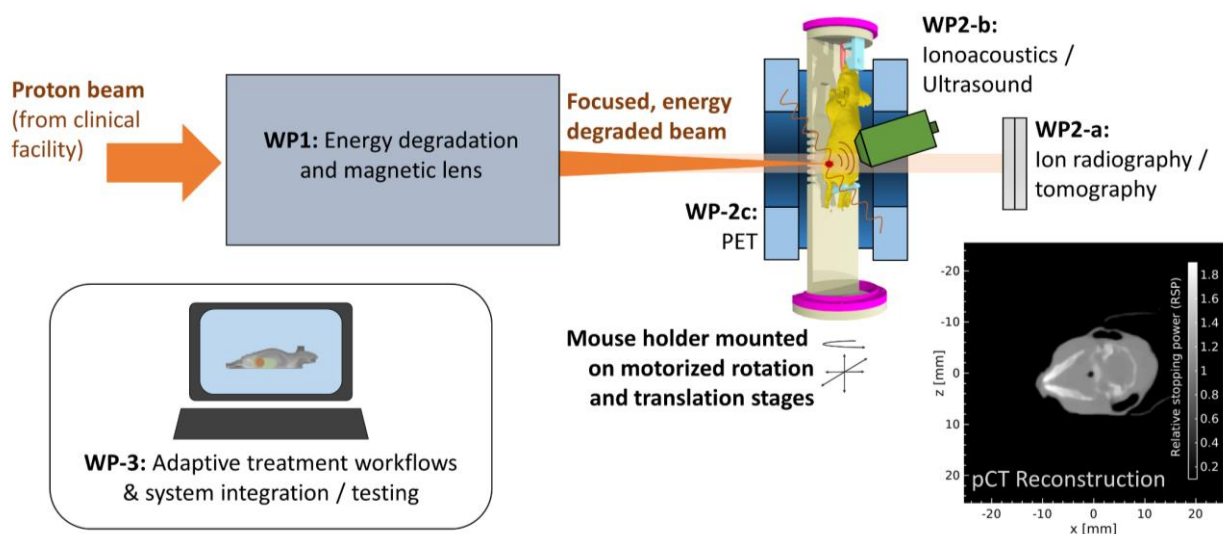 Proton beam
(from clinical
facility)
WP1: Energy degradation
and magnetic lens
Focused, energy
degraded beam
WP2-b:
Ionoacoustics /
Ultrasound
WP2-a:
Ion radiography /
tomography
WP-2c:
PET
Mouse holder mounted
on motorized rotation
and translation stages
WP-3: Adaptive treatment workflows
& system integration / testing
-20
-10
0
10
20
z [mm]
pCT Reconstruction
-20
-10
0
10
20
x [mm]
Relative stopping power (RSP)
1.8
1.6
1.4
1.2
1
0.8
0.6
0.4
0.2